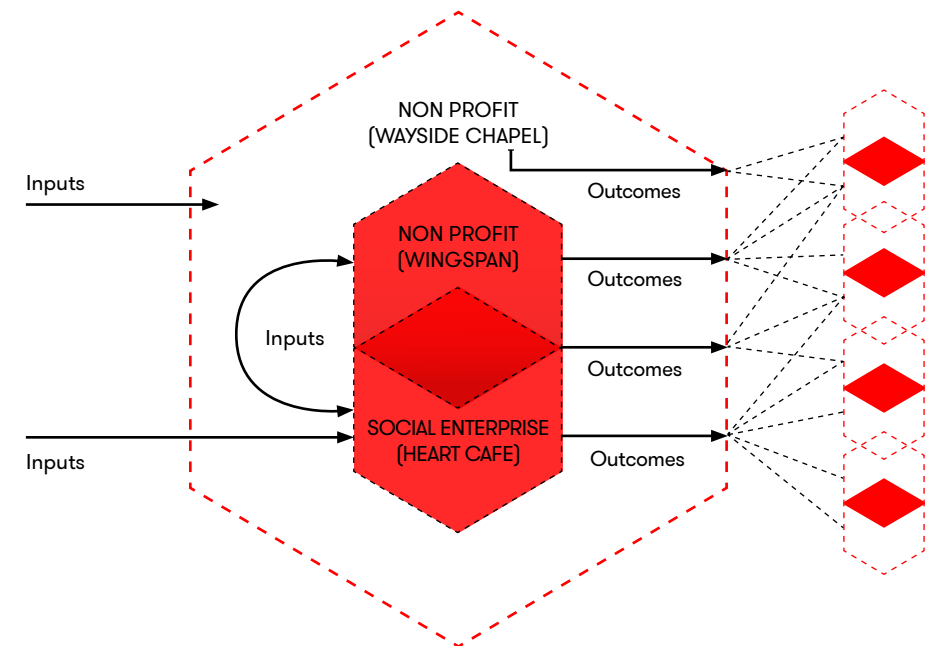 NON PROFIT
(WAYSIDE CHAPEL)
Inputs
Outcomes
NON PROFIT
(WINGSPAN)
Outcomes
Inputs
Outcomes
SOCIAL ENTERPRISE
(HEART CAFE)
Inputs
Outcomes